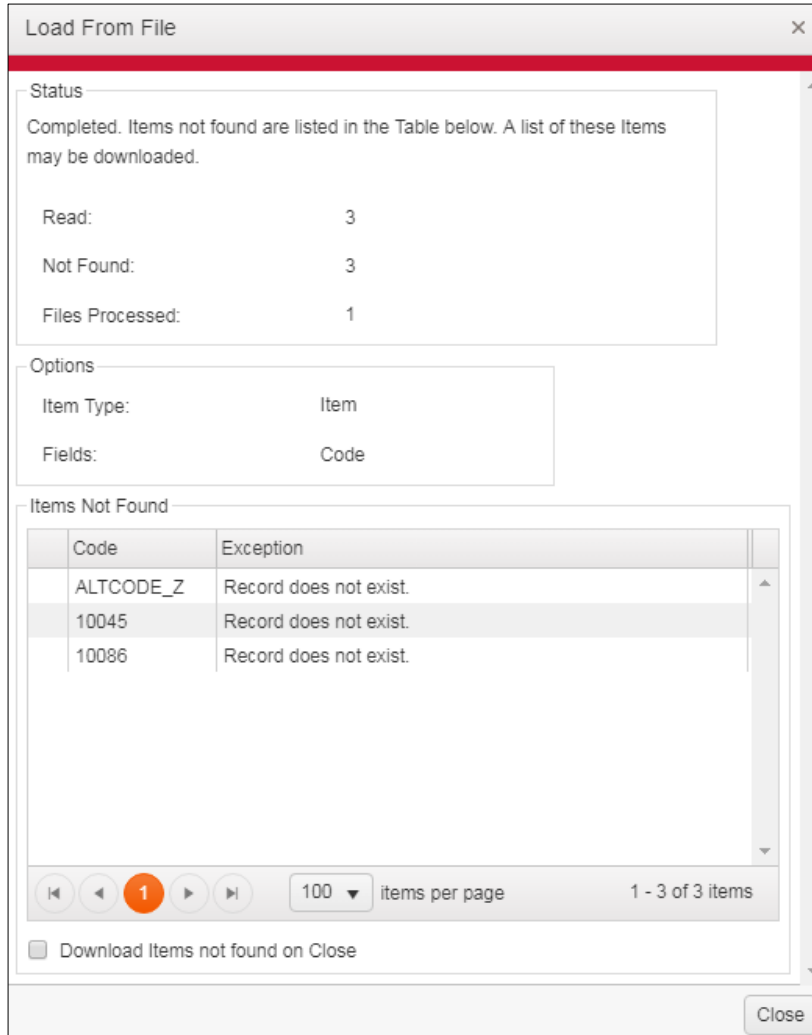 Load From File
Status
Completed. Items not found are listed in the Table below. A list of these Items
may be downloaded.
Read: 3
Not Found: 3
Files Processed: 1
Options
Item Type: Item
Fields: Code
Items Not Found
Code Exception
ALTCODE_Z Record does not exist.
10045 Record does not exist.
10086 Record does not exist.
1 100 items per page 1 - 3 of 3 items
Download Items not found on Close
Close